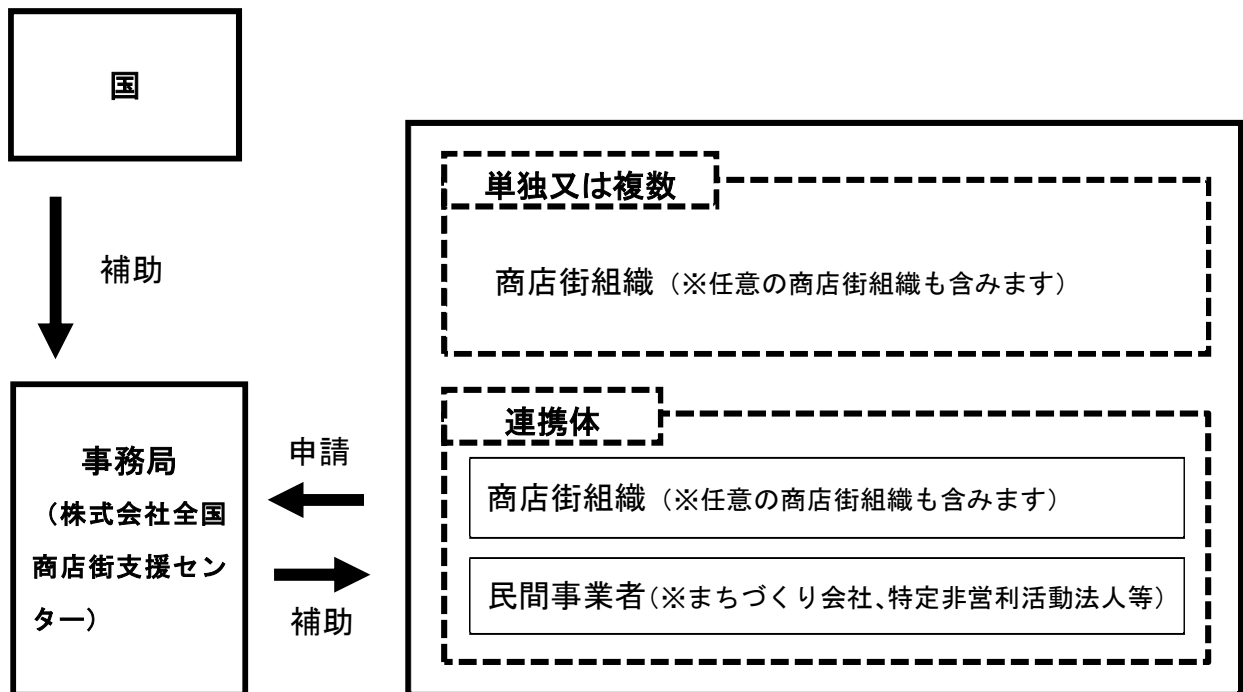 国
補助
事務局
（株式会社全国
商店街支援セン
ター）
申請
補助
単独又は複数
商店街組織（※任意の商店街組織も含みます）
連携体
商店街組織（※任意の商店街組織も含みます）
民間事業者（※まちづくり会社、特定非営利活動法人等）